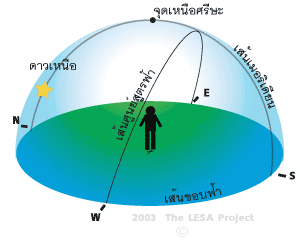 จุดเหนือศรีษะ
ดาวเหนือ
เส้นเมอริเดียน
เส้นศูนย์สูตรฟ้า
E
N
S
เส้นขอบฟ้า
W
2003 The LESA Project
©